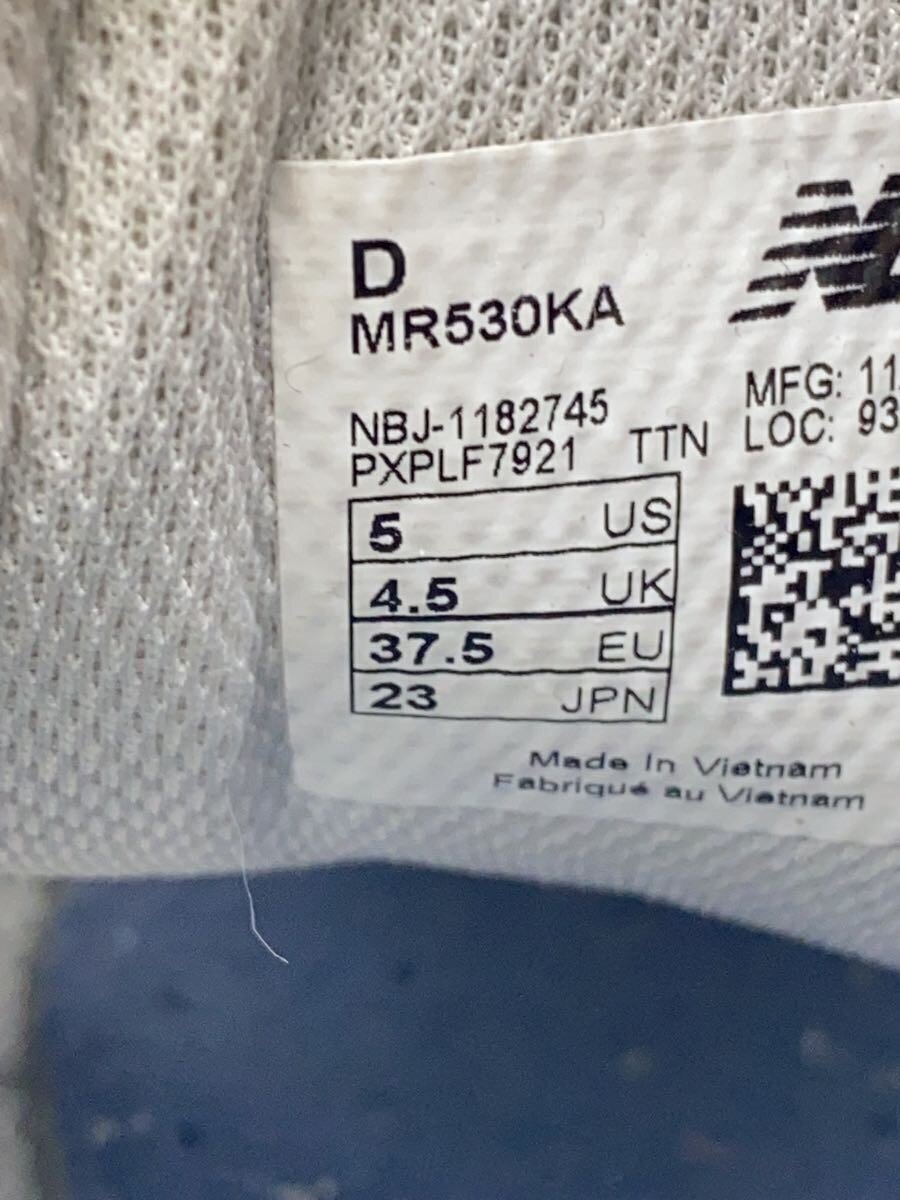 D
MR530KA
NBJ-1182745
PXPLF7921 TTN
MFG: 11
LOC: 93
5 US
4.5 UK
37.5 EU
23 JPN
Made In Vietnam
Fabriqué au Vietnam